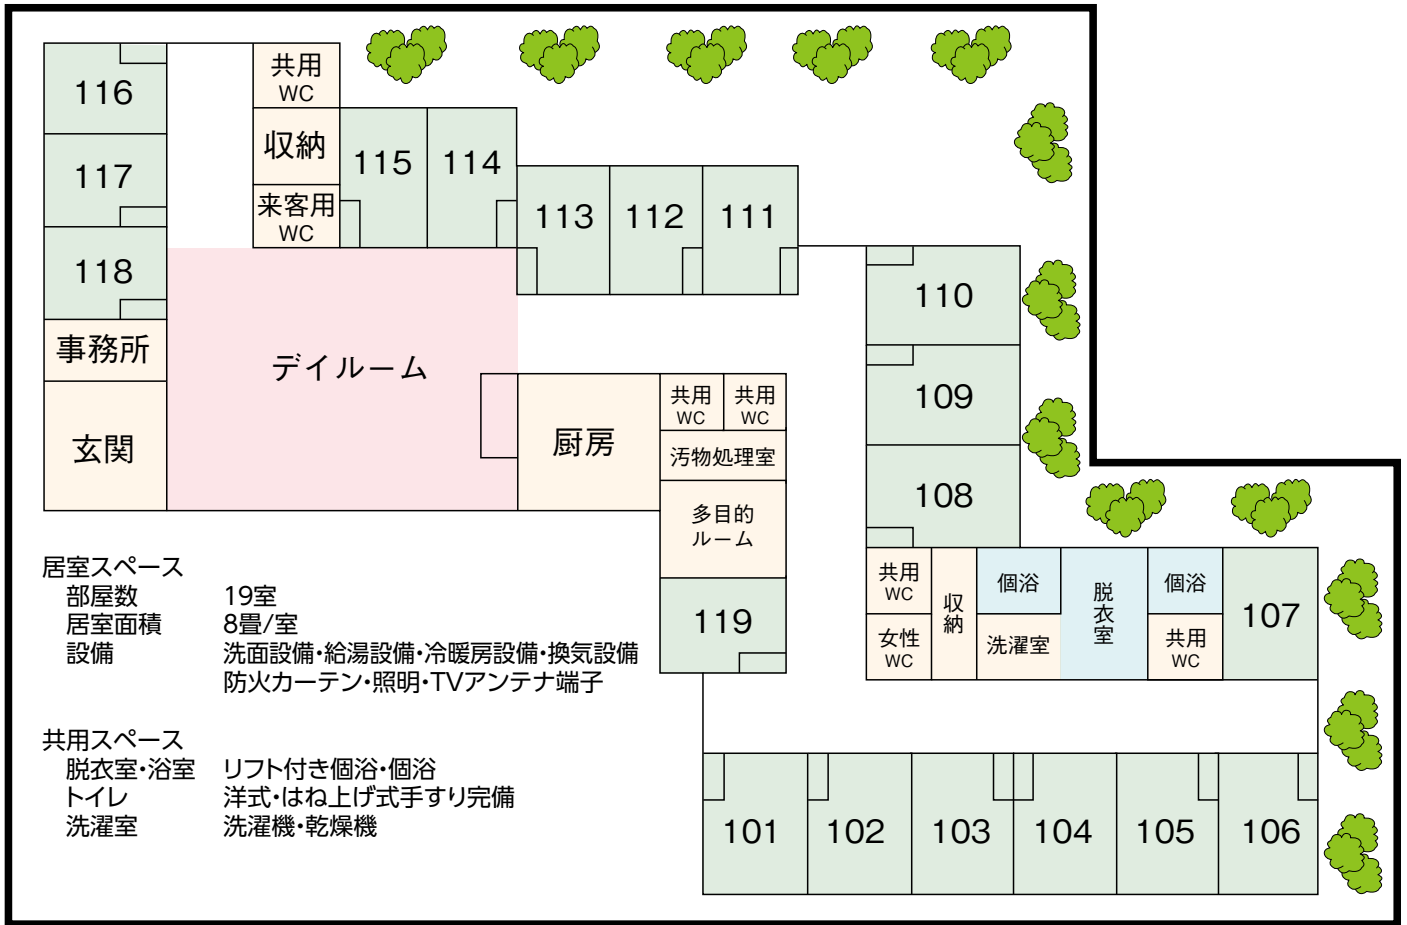 116
共用
WC
収納
115
114
117
来客用
WC
113
112
111
118
110
事務所
デイルーム
109
共用
WC
共用
WC
玄関
厨房
汚物処理室
108
多目的
ルーム
共用
WC
収納
個浴
脱衣室
個浴
107
119
女性
WC
洗濯室
共用
WC
101
102
103
104
105
106
居室スペース
部屋数 19室
居室面積 8畳/室
設備 洗面設備・給湯設備・冷暖房設備・換気設備
防火カーテン・照明・TVアンテナ端子
共用スペース
脱衣室・浴室 リフト付き個浴・個浴
トイレ 洋式・はね上げ式手すり完備
洗濯室 洗濯機・乾燥機